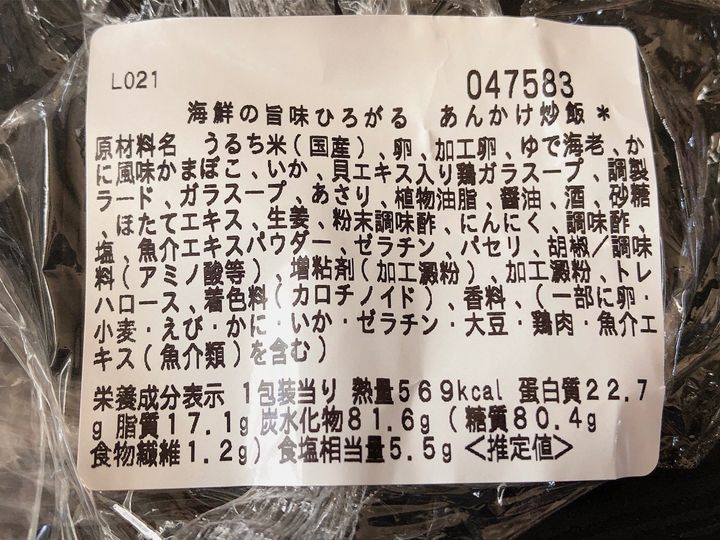 L021
047583
海鮮の旨味ひろがる あんかけ炒飯*
原材料名 うるち米(国産)、卵、加工卵、ゆで海老、か
に風味かまぼこ、いか、貝エキス入り鶏ガラスープ、調製
ラード、ガラスープ、あさり、植物油脂、醤油、酒、砂糖
、ほたてエキス、生姜、粉末調味酢、にんにく、調味酢、
塩、魚介エキスパウダー、ゼラチン、パセリ、胡椒/調味
料(アミノ酸等)、増粘剤(加工澱粉)、加工澱粉、トレ
ハロース、着色料(カロチノイド)、香料、(一部に卵・
小麦・えび・かに・いか・ゼラチン・大豆・鶏肉・魚介エ
キス(魚介類)を含む)
栄養成分表示 1包装当り 熱量569kcal 蛋白質22.7
g 脂質17.1g 炭水化物81.6g(糖質80.4g
食物繊維1.2g) 食塩相当量5.5g <推定値>